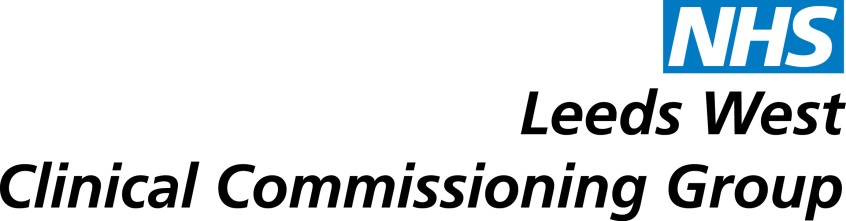 NHS
Leeds West
Clinical Commissioning Group